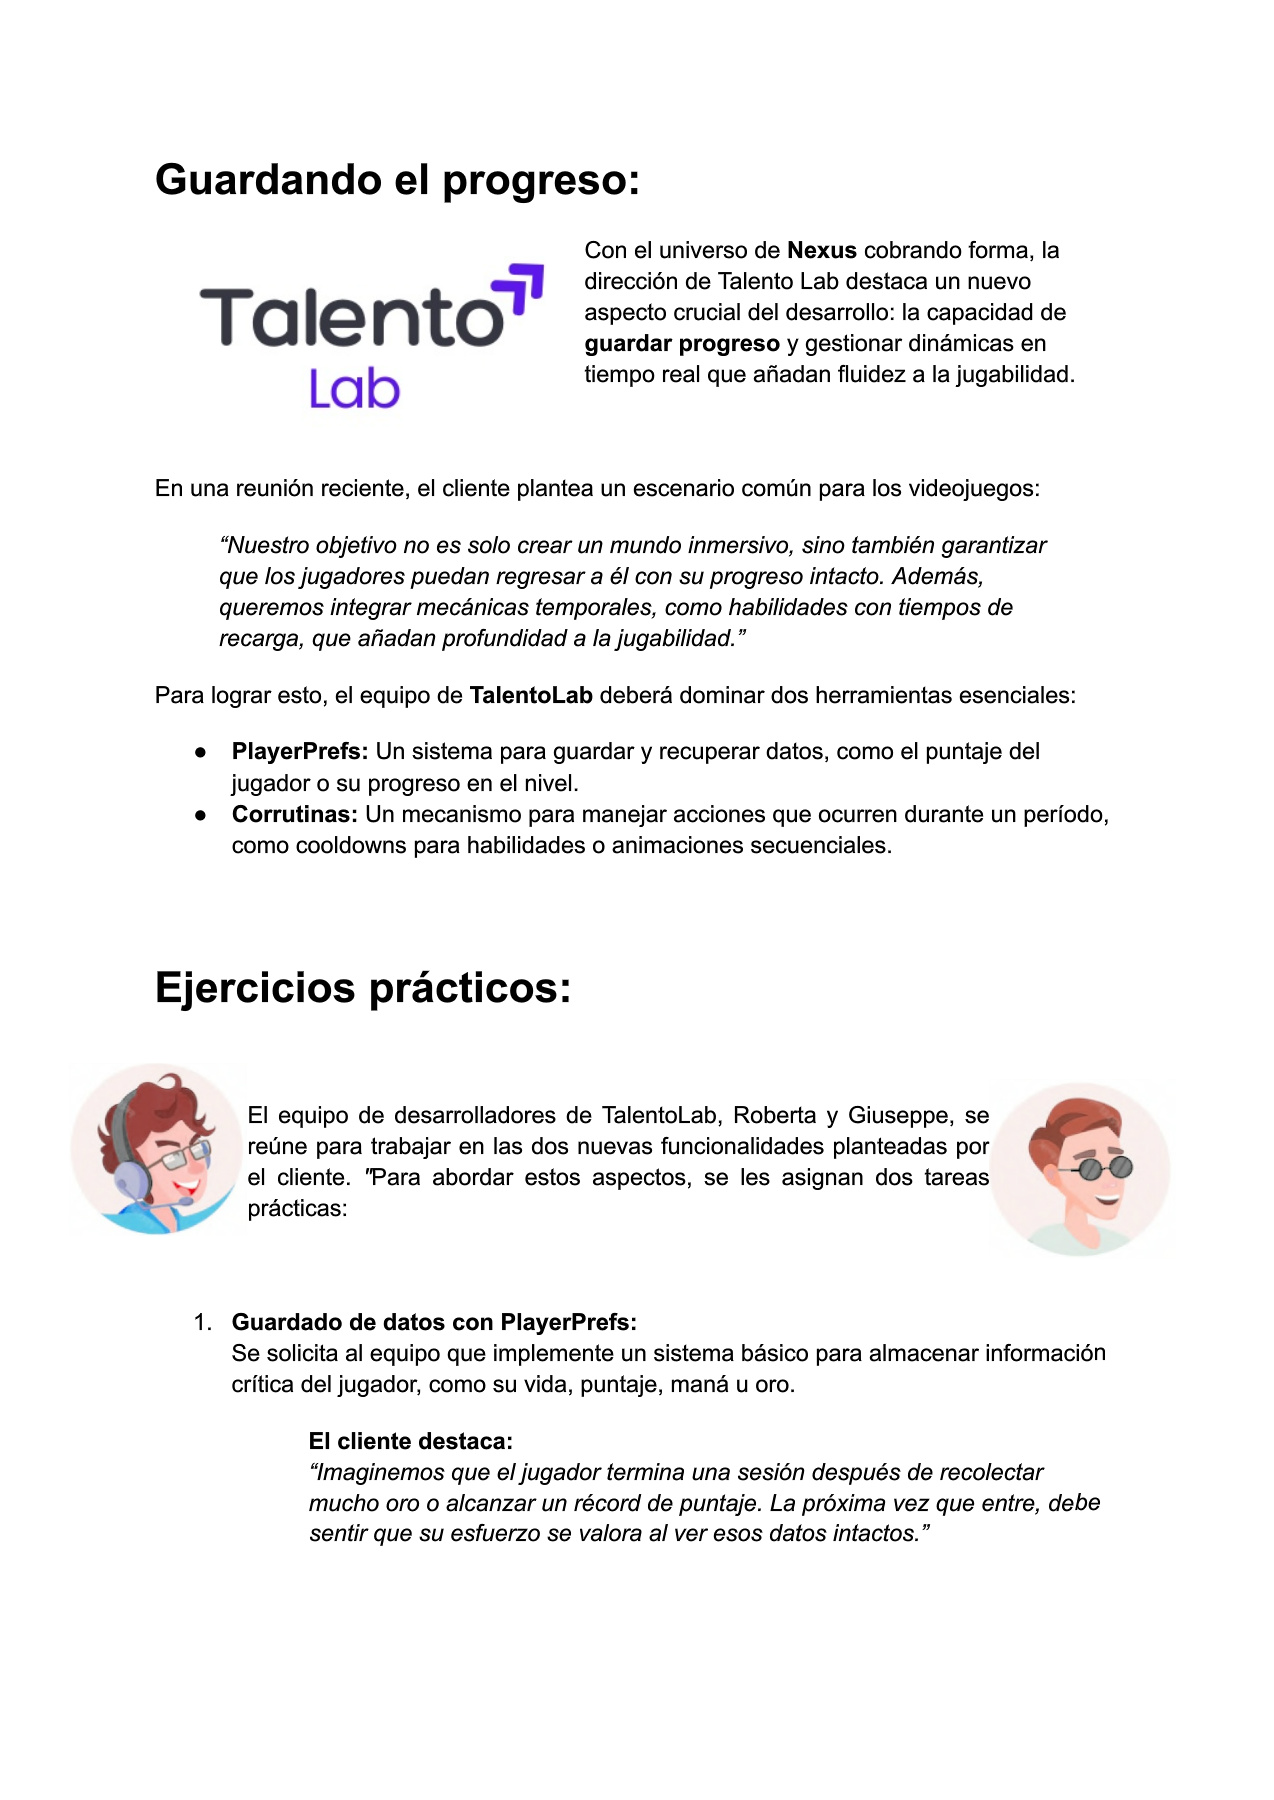 Guardando el progreso:
Talento
Lab
Con el universo de Nexus cobrando forma, la
dirección de Talento Lab destaca un nuevo
aspecto crucial del desarrollo: la capacidad de
guardar progreso y gestionar dinámicas en
tiempo real que añadan fluidez a la jugabilidad.
En una reunión reciente, el cliente plantea un escenario común para los videojuegos:
“Nuestro objetivo no es solo crear un mundo inmersivo, sino también garantizar
que los jugadores puedan regresar a él con su progreso intacto. Además,
queremos integrar mecánicas temporales, como habilidades con tiempos de
recarga, que añadan profundidad a la jugabilidad.”
Para lograr esto, el equipo de TalentoLab deberá dominar dos herramientas esenciales:
● PlayerPrefs: Un sistema para guardar y recuperar datos, como el puntaje del
jugador o su progreso en el nivel.
● Corrutinas: Un mecanismo para manejar acciones que ocurren durante un período,
como cooldowns para habilidades o animaciones secuenciales.
Ejercicios prácticos:
El equipo de desarrolladores de TalentoLab, Roberta y Giuseppe, se
reúne para trabajar en las dos nuevas funcionalidades planteadas por
el cliente. "Para abordar estos aspectos, se les asignan dos tareas
prácticas:
1. Guardado de datos con PlayerPrefs:
Se solicita al equipo que implemente un sistema básico para almacenar información
crítica del jugador, como su vida, puntaje, maná u oro.
El cliente destaca:
“Imaginemos que el jugador termina una sesión después de recolectar
mucho oro o alcanzar un récord de puntaje. La próxima vez que entre, debe
sentir que su esfuerzo se valora al ver esos datos intactos.”